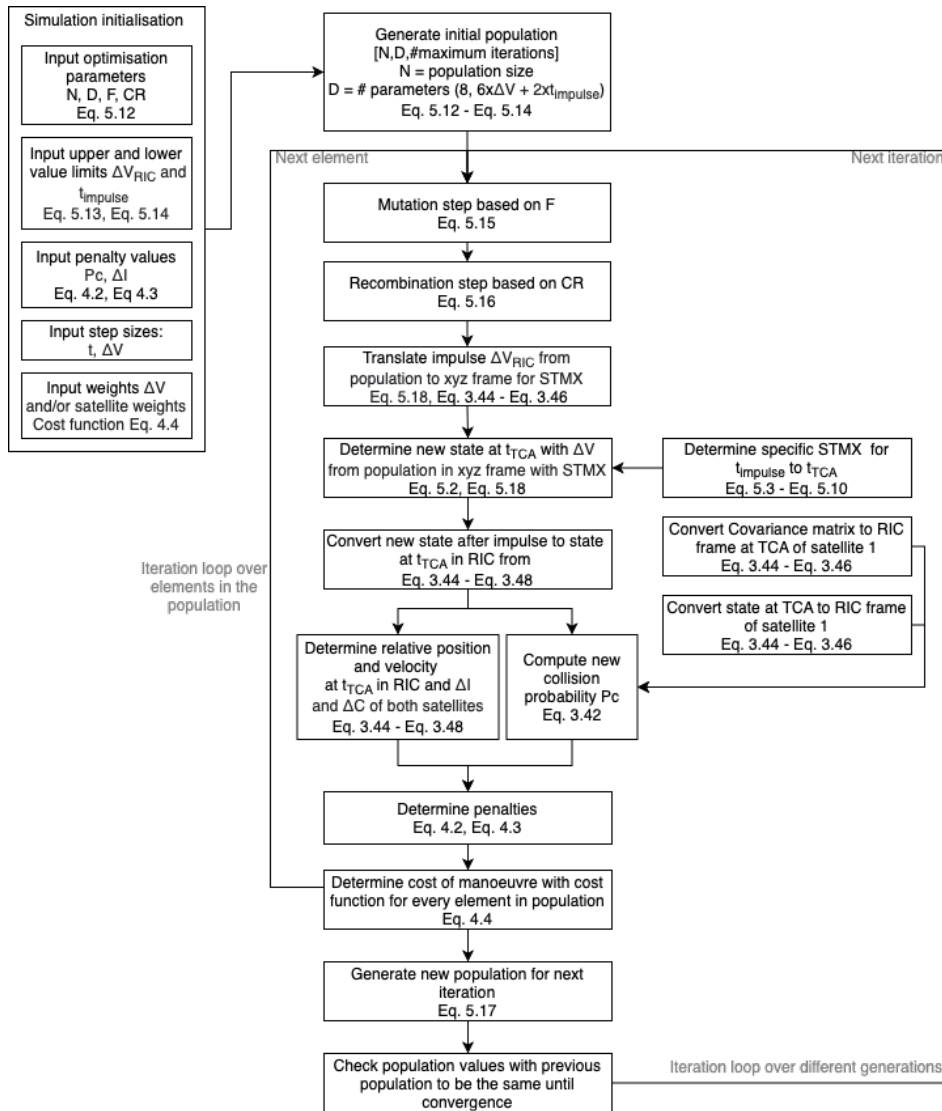 Simulation initialisation
Input optimisation
parameters
N, D, F, CR
Eq. 5.12
Input upper and lower
value limits ΔV_RIC and
t_impulse
Eq. 5.13, Eq. 5.14
Input penalty values
Pc, ΔI
Eq. 4.2, Eq 4.3
Input step sizes:
t, ΔV
Input weights ΔV
and/or satellite weights
Cost function Eq. 4.4
Generate initial population
[N,D,#maximum iterations]
N = population size
D = # parameters (8, 6xΔV + 2xt_impulse)
Eq. 5.12 - Eq. 5.14
Next element
Next iteration
Mutation step based on F
Eq. 5.15
Recombination step based on CR
Eq. 5.16
Translate impulse ΔV_RIC from
population to xyz frame for STMX
Eq. 5.18, Eq. 3.44 - Eq. 3.46
Determine new state at t_TCA with ΔV
from population in xyz frame with STMX
Eq. 5.2, Eq. 5.18
Determine specific STMX for
t_impulse to t_TCA
Eq. 5.3 - Eq. 5.10
Convert new state after impulse to state
at t_TCA in RIC from
Eq. 3.44 - Eq. 3.48
Convert Covariance matrix to RIC
frame at TCA of satellite 1
Eq. 3.44 - Eq. 3.46
Convert state at TCA to RIC frame
of satellite 1
Eq. 3.44 - Eq. 3.46
Iteration loop over
elements in the
population
Determine relative position
and velocity
at t_TCA in RIC and ΔI
and ΔC of both satellites
Eq. 3.44 - Eq. 3.48
Compute new
collision
probability Pc
Eq. 3.42
Determine penalties
Eq. 4.2, Eq. 4.3
Determine cost of manoeuvre with cost
function for every element in population
Eq. 4.4
Generate new population for next
iteration
Eq. 5.17
Check population values with previous
population to be the same until
convergence
Iteration loop over different generations